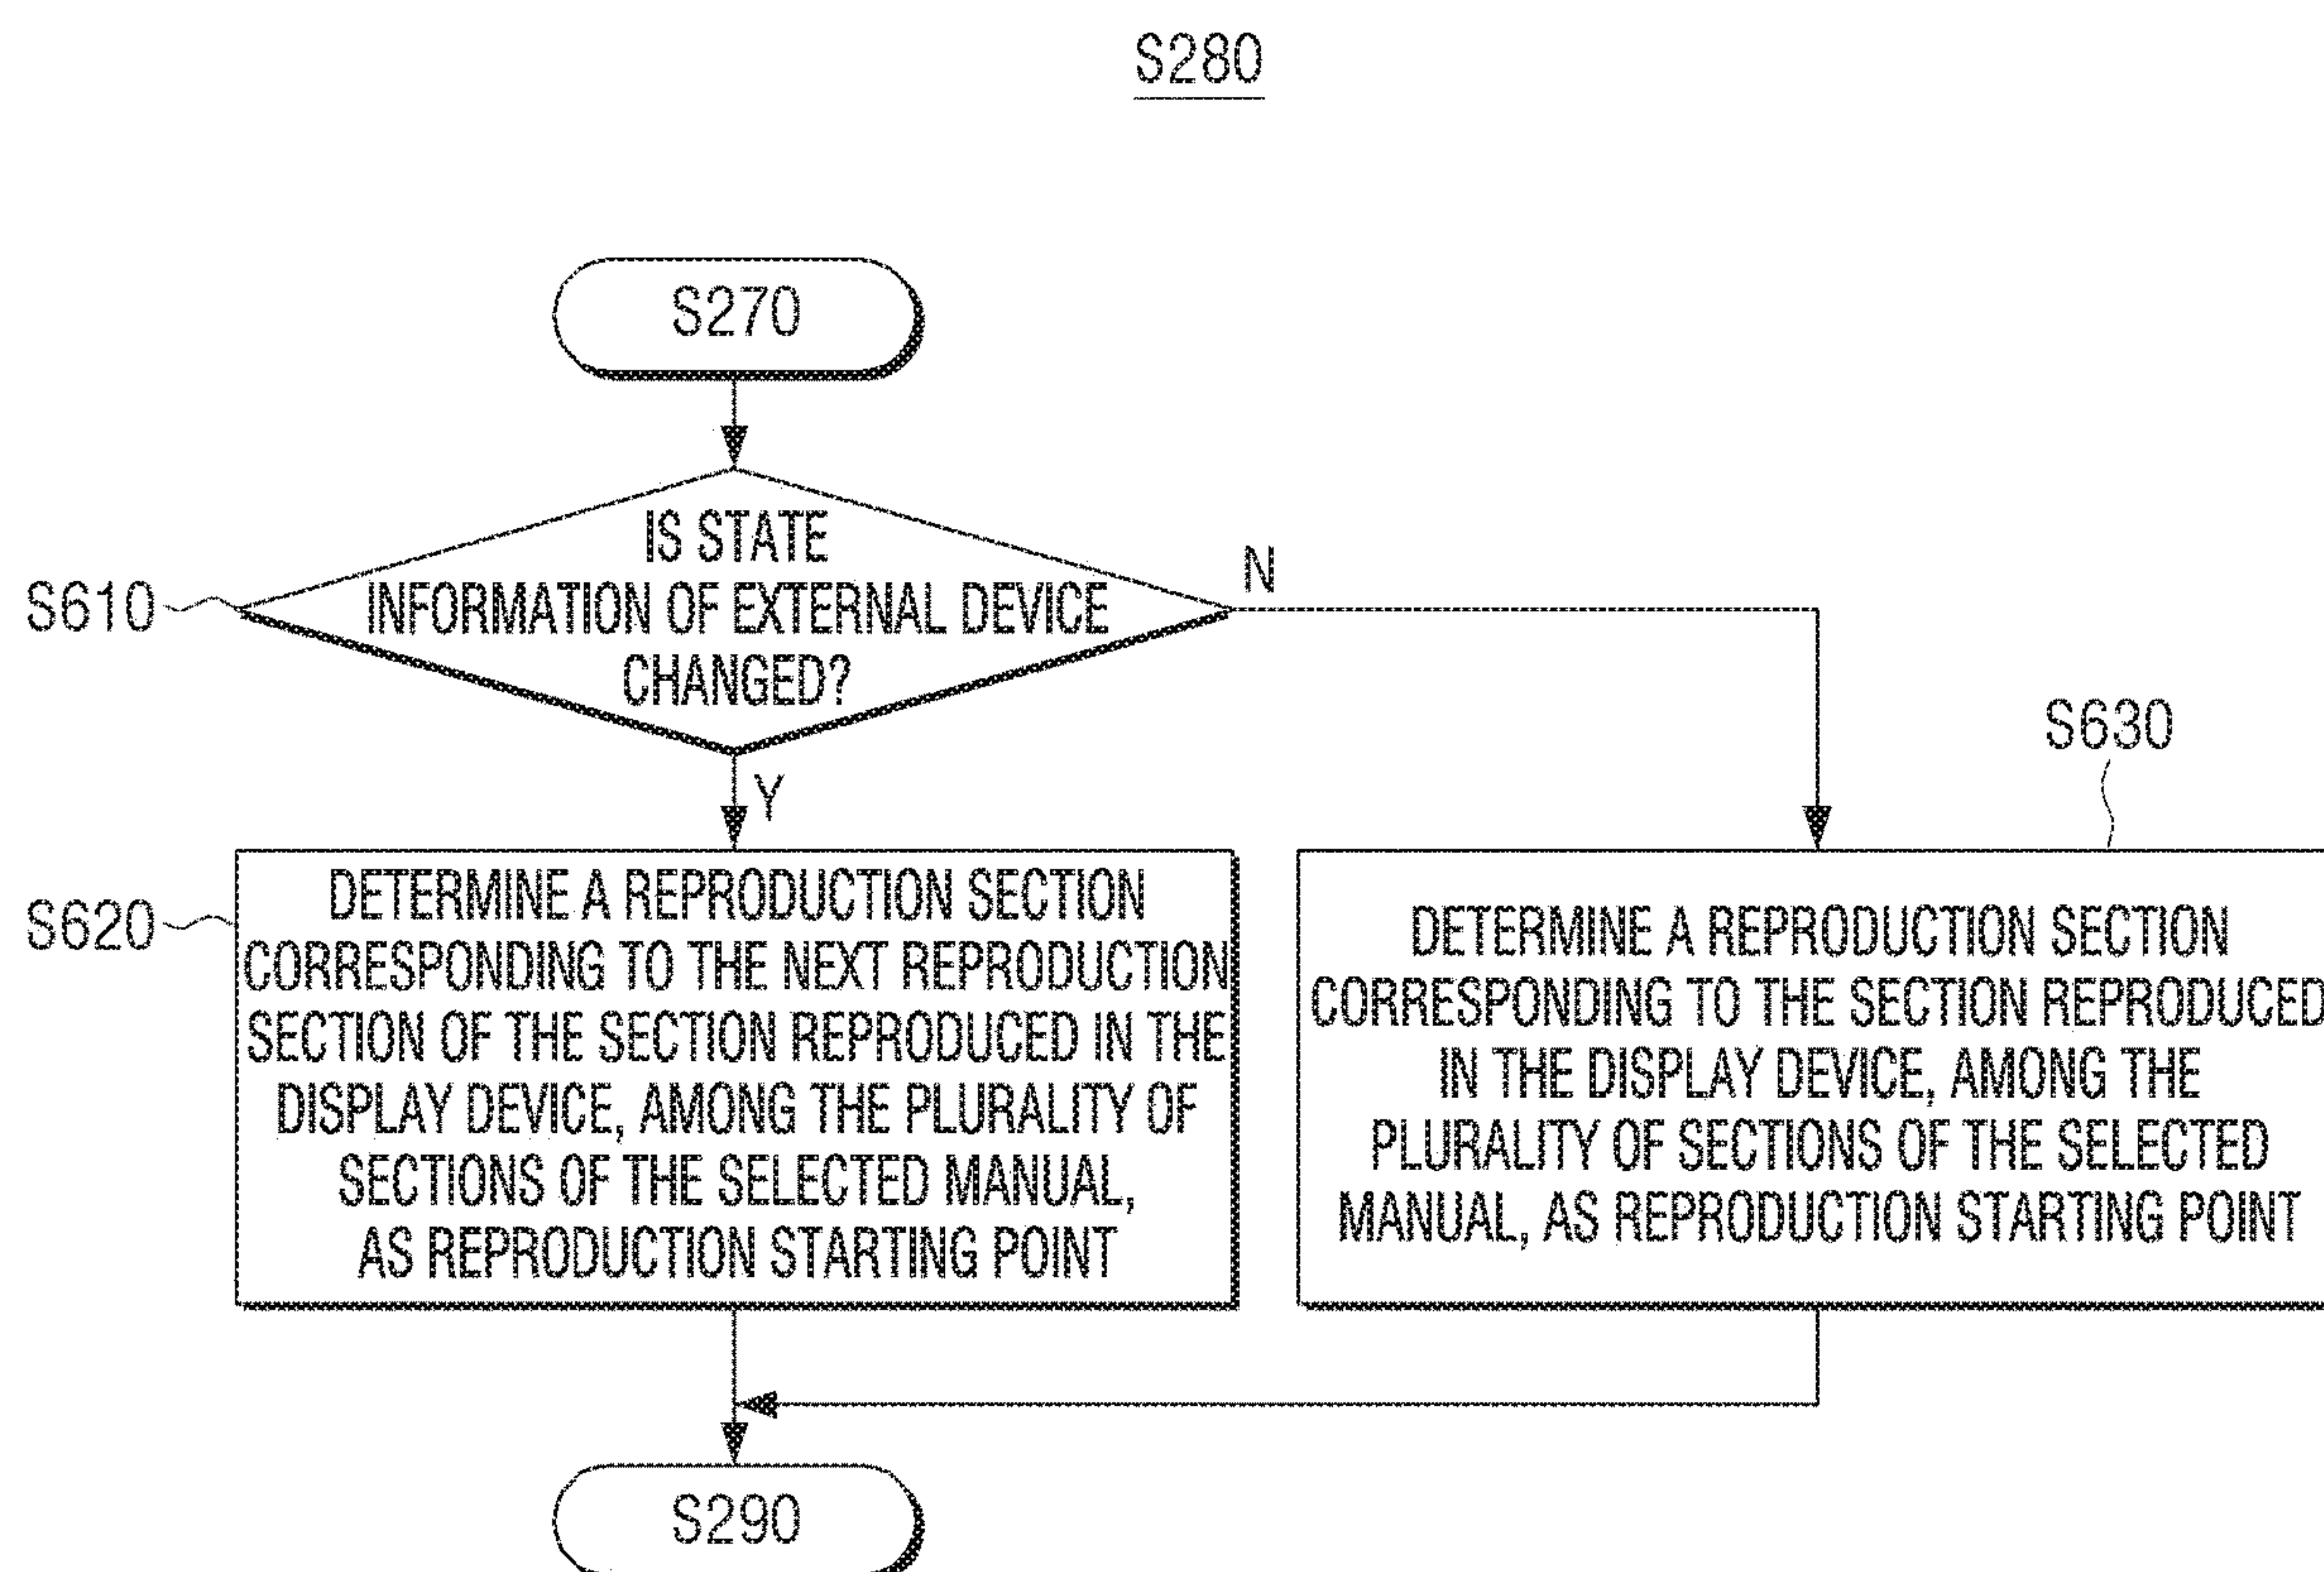 S280
S270
S610
IS STATE
INFORMATION OF EXTERNAL DEVICE
CHANGED?
N
Y
S620
DETERMINE A REPRODUCTION SECTION
CORRESPONDING TO THE NEXT REPRODUCTION
SECTION OF THE SECTION REPRODUCED IN THE
DISPLAY DEVICE, AMONG THE PLURALITY OF
SECTIONS OF THE SELECTED MANUAL,
AS REPRODUCTION STARTING POINT
S630
DETERMINE A REPRODUCTION SECTION
CORRESPONDING TO THE SECTION REPRODUCED
IN THE DISPLAY DEVICE, AMONG THE
PLURALITY OF SECTIONS OF THE SELECTED
MANUAL, AS REPRODUCTION STARTING POINT
S290